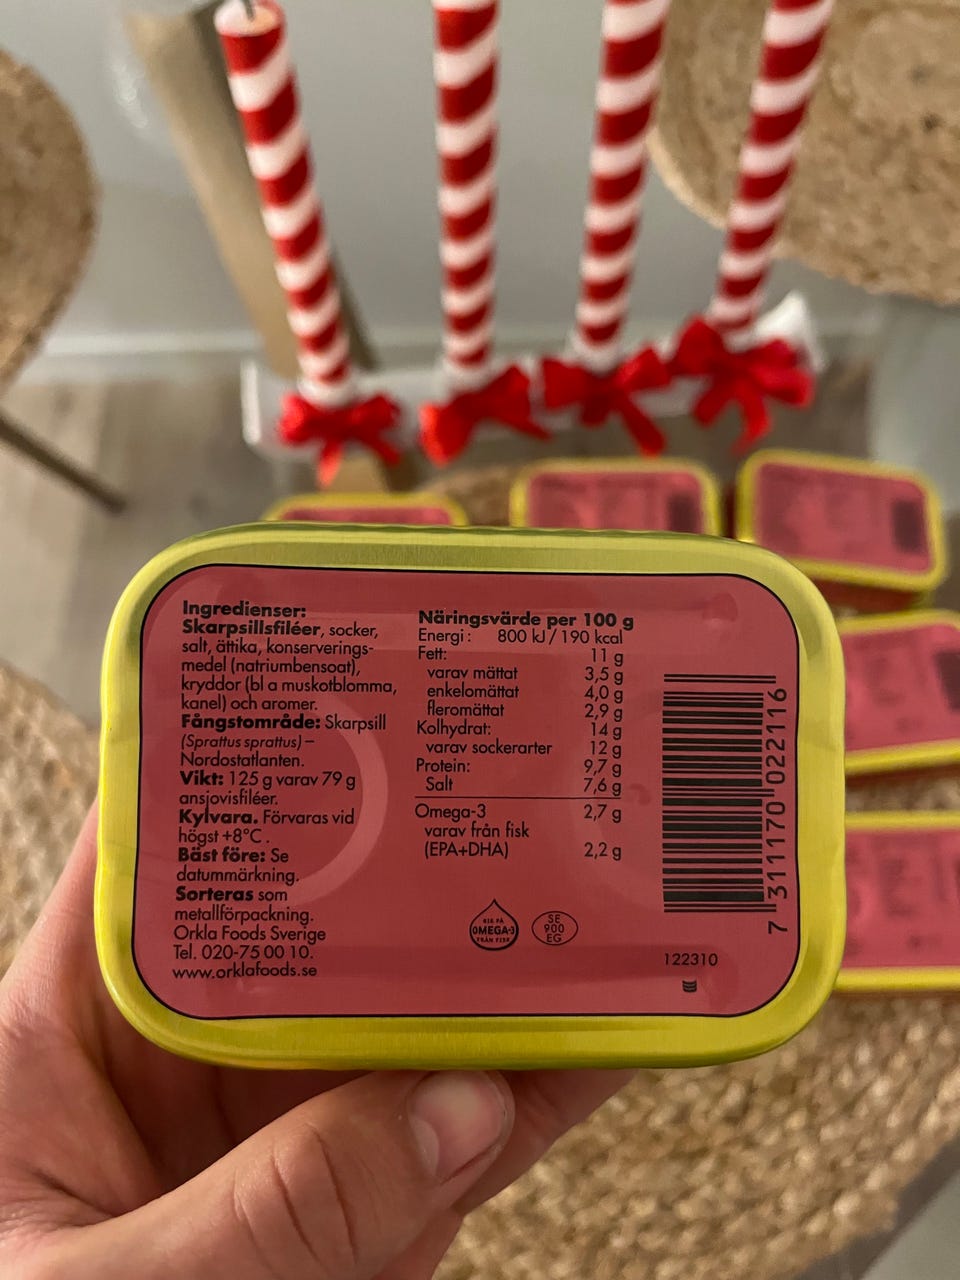 Ingredienser:
Skarpsillsfiléer, socker,
salt, ättika, konserverings-
medel (natriumbensoat),
kryddor (bl a muskotblomma,
kanel) och aromer.
Fångstområde: Skarpsill
(Sprattus sprattus) –
Nordostatlanten.
Vikt: 125 g varav 79 g
ansjovisfiléer.
Kylvara. Förvaras vid
högst +8°C.
Bäst före: Se
datummärkning.
Sorteras som
metallförpackning.
Orkla Foods Sverige
Tel. 020-75 00 10.
www.orklafoods.se
Näringsvärde per 100 g
Energi: 800 kJ / 190 kcal
Fett: 11 g
varav mättat 3,5 g
enkelomättat 4,0 g
fleromättat 2,9 g
Kolhydrat: 14 g
varav sockerarter 12 g
Protein: 9,7 g
Salt 7,6 g
Omega-3 2,7 g
varav från fisk
(EPA+DHA) 2,2 g
RIK PÅ
OMEGA-3
FRÅN FISK
SE
900
EG
7 311170 022116
122310